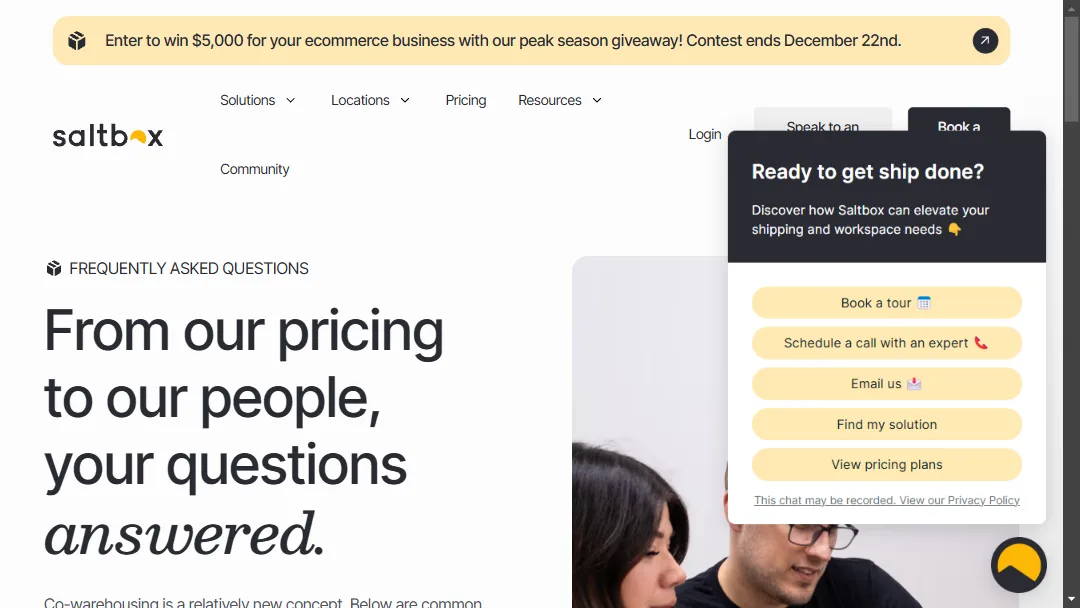 Enter to win $5,000 for your ecommerce business with our peak season giveaway! Contest ends December 22nd.
Solutions
Locations
Pricing
Resources
saltbox
Login
Speak to an
Book a
Community
Ready to get ship done?
Discover how Saltbox can elevate your
shipping and workspace needs 👇
Book a tour
Schedule a call with an expert
Email us
Find my solution
View pricing plans
This chat may be recorded. View our Privacy Policy
FREQUENTLY ASKED QUESTIONS
From our pricing
to our people,
your questions
answered.
Co-warehousing is a relatively new concept. Below are common